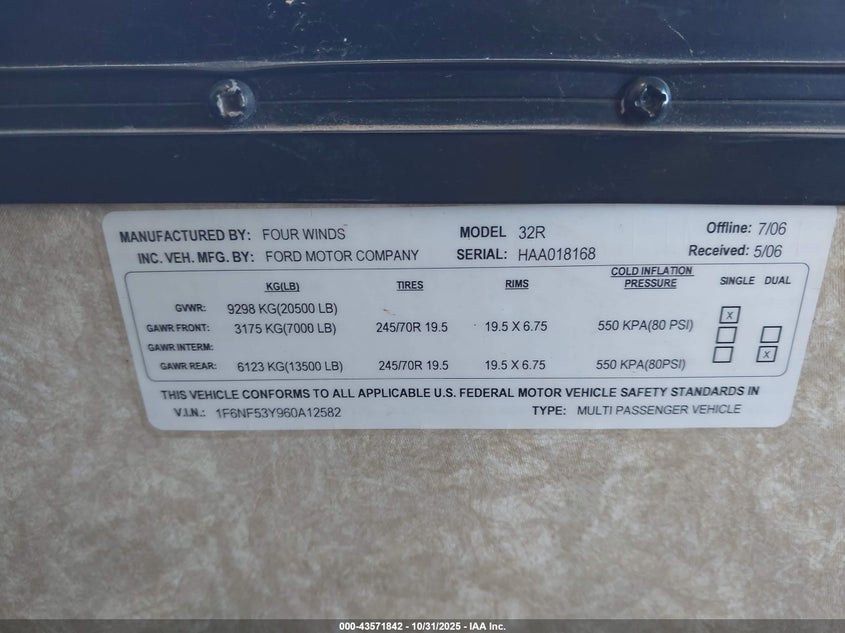 MANUFACTURED BY: FOUR WINDS MODEL 32R Offline: 7/06
INC. VEH. MFG. BY: FORD MOTOR COMPANY SERIAL: HAA018168 Received: 5/06
KG(LB) TIRES RIMS COLD INFLATION PRESSURE SINGLE DUAL
GVWR: 9298 KG(20500 LB)
GAWR FRONT: 3175 KG(7000 LB) 245/70R 19.5 19.5 X 6.75 550 KPA(80 PSI) X
GAWR INTERM:
GAWR REAR: 6123 KG(13500 LB) 245/70R 19.5 19.5 X 6.75 550 KPA(80PSI) X
THIS VEHICLE CONFORMS TO ALL APPLICABLE U.S. FEDERAL MOTOR VEHICLE SAFETY STANDARDS IN
V.I.N.: 1F6NF53Y960A12582 TYPE: MULTI PASSENGER VEHICLE
000-43571842 - 10/31/2025 - IAA Inc.